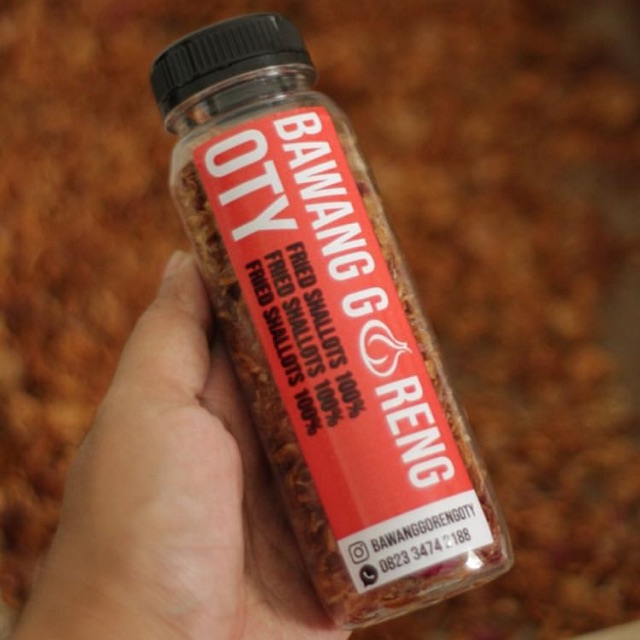 BAWANG GORENG
OTY
FRIED SHALLOTS 100%
FRIED SHALLOTS 100%
FRIED SHALLOTS 100%
BAWANGGORENGOTY
0823 3474 2188